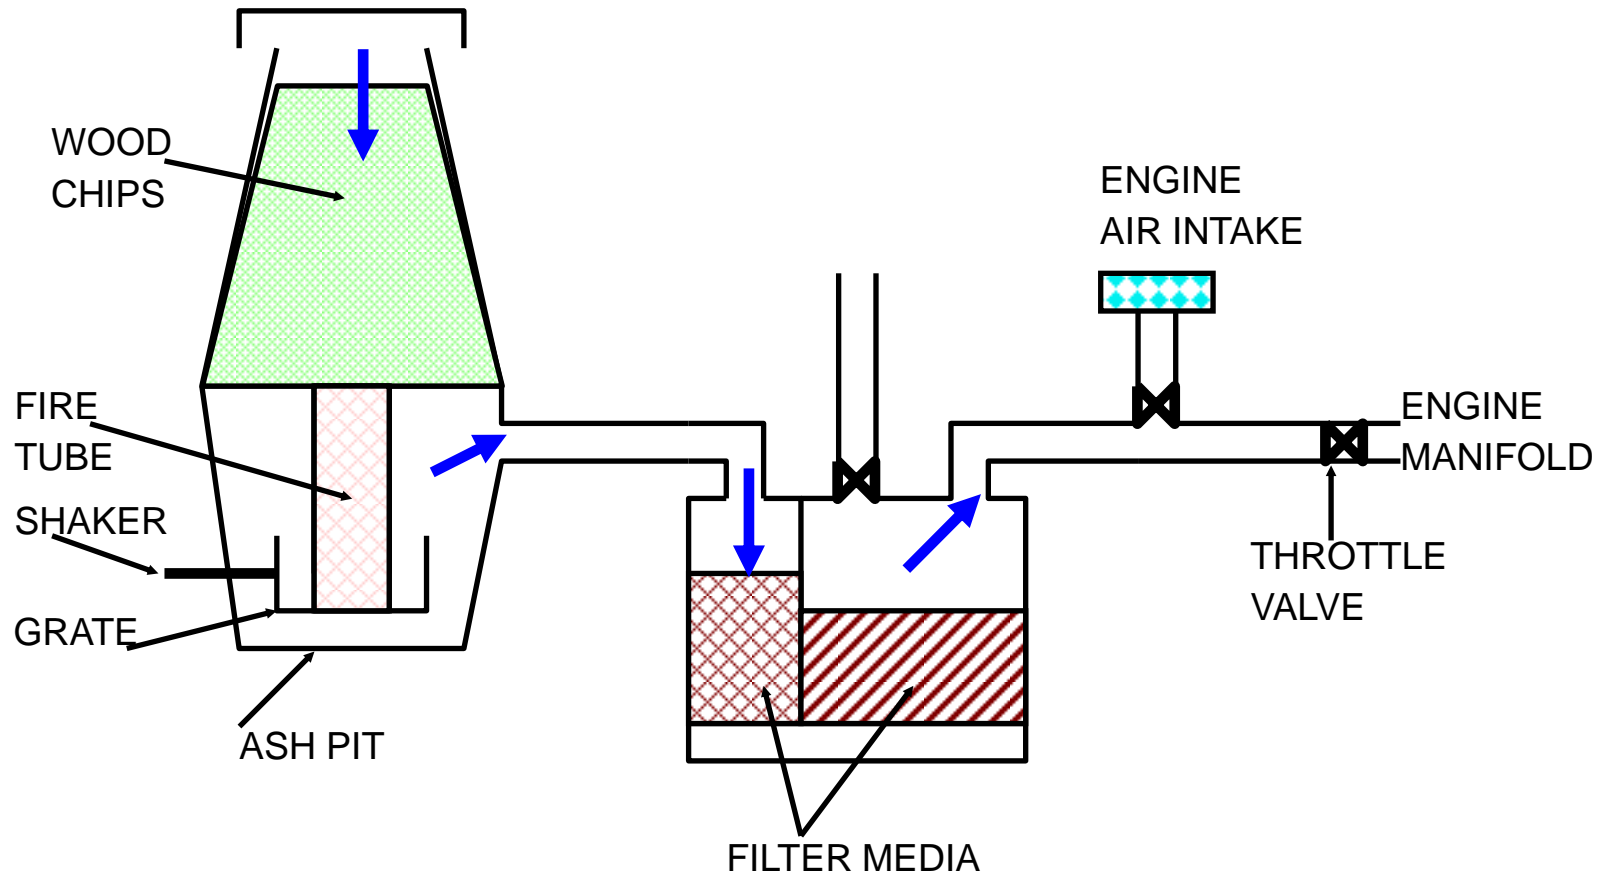 WOOD
CHIPS
ENGINE
AIR INTAKE
FIRE
TUBE
ENGINE
MANIFOLD
SHAKER
THROTTLE
VALVE
GRATE
ASH PIT
FILTER MEDIA